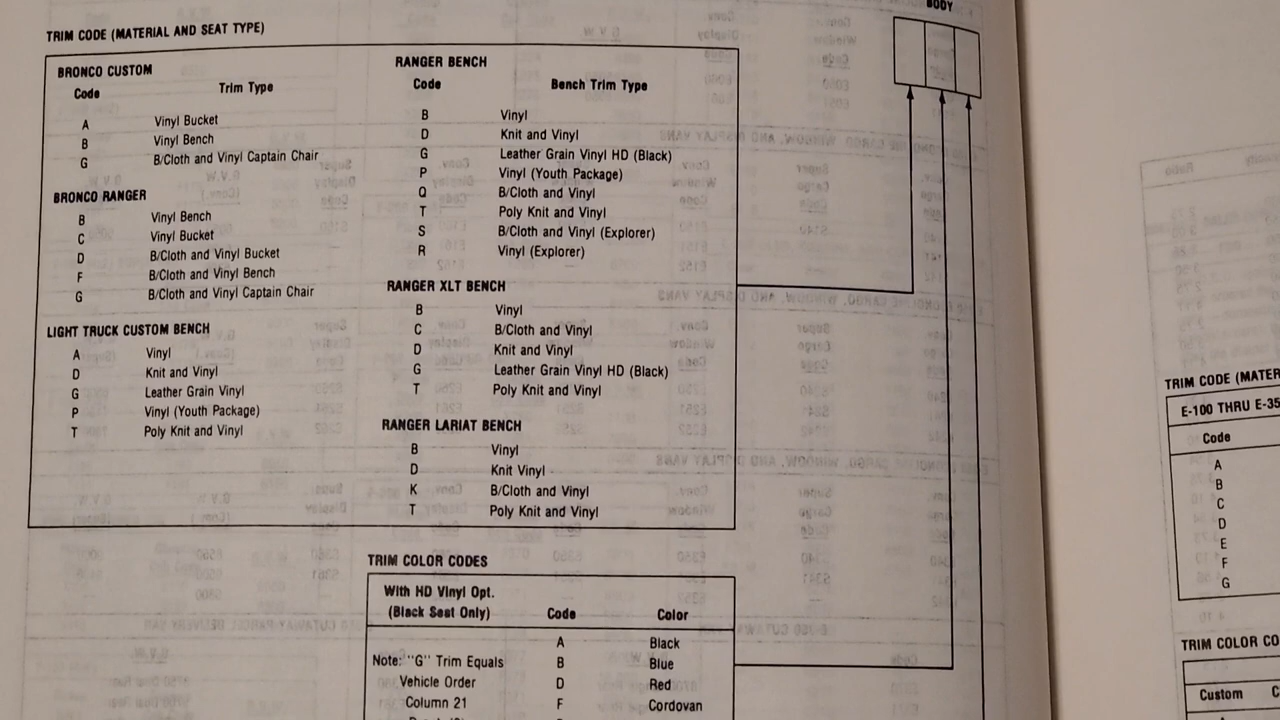 BODY
TRIM CODE (MATERIAL AND SEAT TYPE)
BRONCO CUSTOM
Code Trim Type
A Vinyl Bucket
B Vinyl Bench
G B/Cloth and Vinyl Captain Chair
BRONCO RANGER
B Vinyl Bench
C Vinyl Bucket
D B/Cloth and Vinyl Bucket
F B/Cloth and Vinyl Bench
G B/Cloth and Vinyl Captain Chair
LIGHT TRUCK CUSTOM BENCH
A Vinyl
D Knit and Vinyl
G Leather Grain Vinyl
P Vinyl (Youth Package)
T Poly Knit and Vinyl
RANGER BENCH
Code Bench Trim Type
B Vinyl
D Knit and Vinyl
G Leather Grain Vinyl HD (Black)
P Vinyl (Youth Package)
Q B/Cloth and Vinyl
T Poly Knit and Vinyl
S B/Cloth and Vinyl (Explorer)
R Vinyl (Explorer)
RANGER XLT BENCH
B Vinyl
C B/Cloth and Vinyl
D Knit and Vinyl
G Leather Grain Vinyl HD (Black)
T Poly Knit and Vinyl
RANGER LARIAT BENCH
B Vinyl
D Knit Vinyl
K B/Cloth and Vinyl
T Poly Knit and Vinyl
TRIM COLOR CODES
With HD Vinyl Opt.
(Black Seat Only) Code Color
A Black
Note: "G" Trim Equals B Blue
Vehicle Order D Red
Column 21 F Cordovan
TRIM CODE (MATER
E-100 THRU E-35
Code
A
B
C
D
E
F
G
TRIM COLOR CO
Custom C